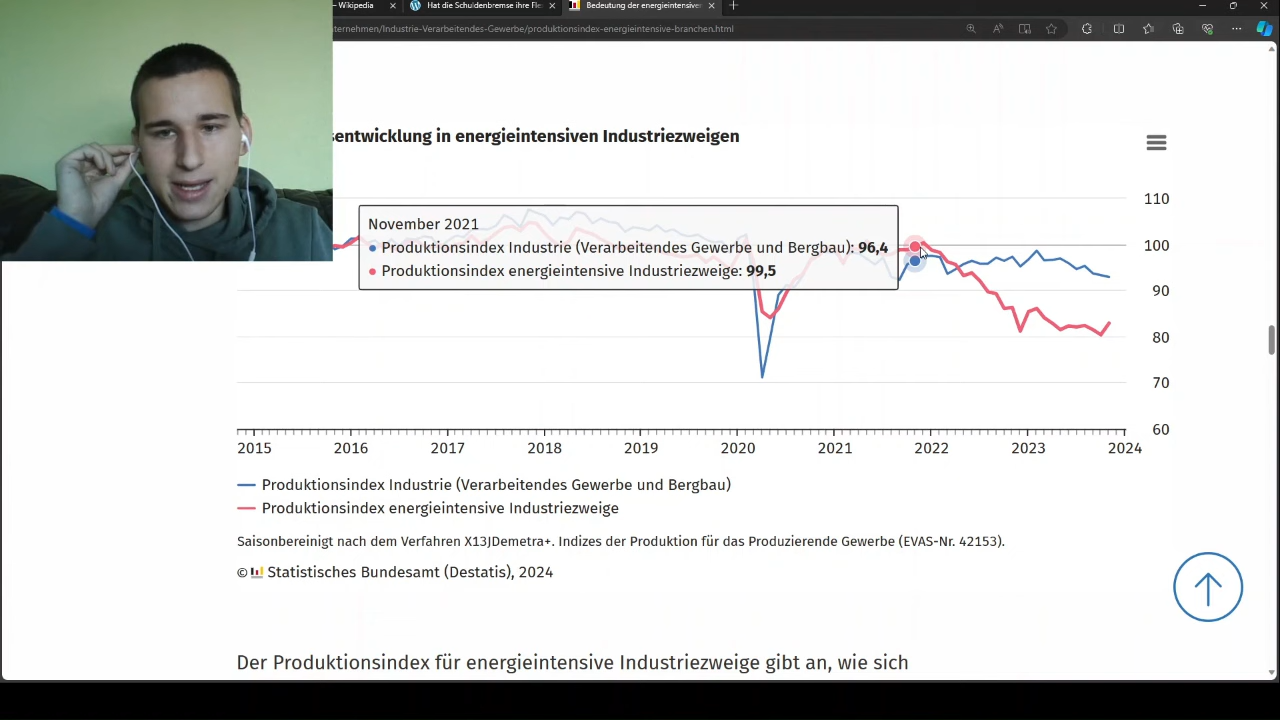 – Wikipedia
Hat die Schuldenbremse ihre Fle
Bedeutung der energieintensiven
ternehmen/Industrie-Verarbeitendes-Gewerbe/produktionsindex-energieintensive-branchen.html
sentwicklung in energieintensiven Industriezweigen
110
November 2021
Produktionsindex Industrie (Verarbeitendes Gewerbe und Bergbau): 96,4
Produktionsindex energieintensive Industriezweige: 99,5
100
90
80
70
60
2015 2016 2017 2018 2019 2020 2021 2022 2023 2024
Produktionsindex Industrie (Verarbeitendes Gewerbe und Bergbau)
Produktionsindex energieintensive Industriezweige
Saisonbereinigt nach dem Verfahren X13JDemetra+. Indizes der Produktion für das Produzierende Gewerbe (EVAS-Nr. 42153).
© Statistisches Bundesamt (Destatis), 2024
Der Produktionsindex für energieintensive Industriezweige gibt an, wie sich